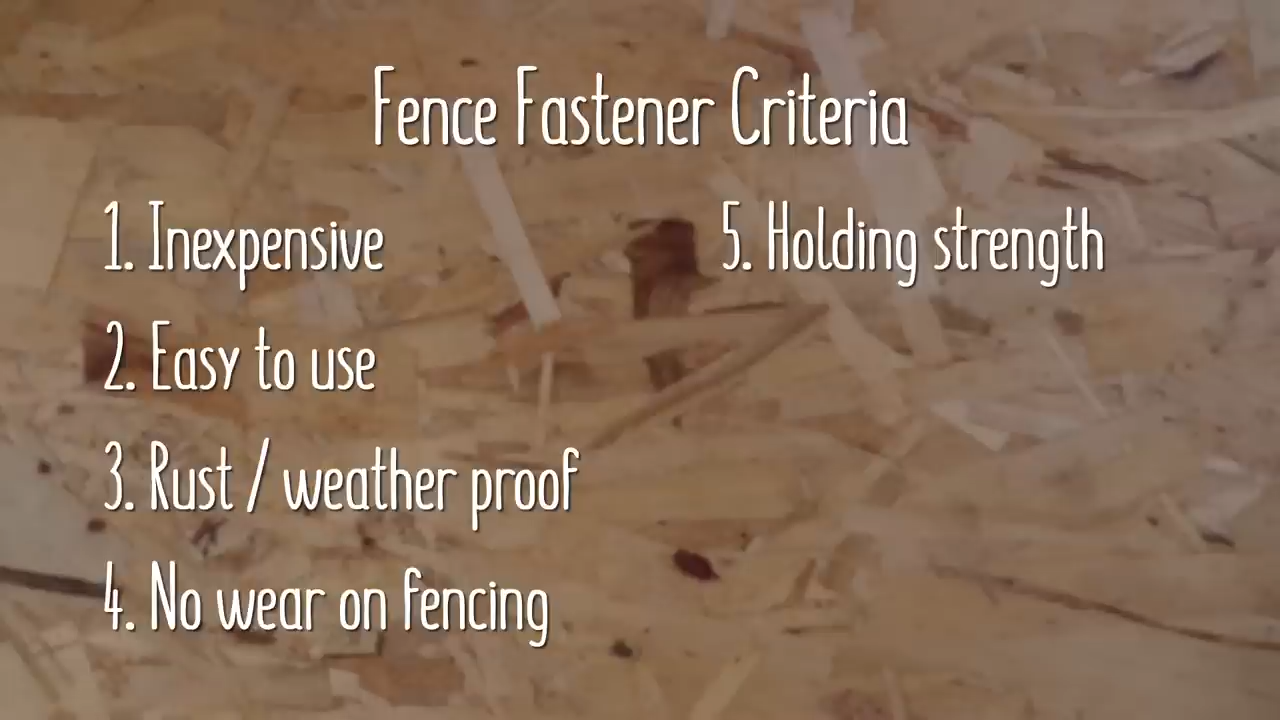 Fence Fastener Criteria
1. Inexpensive
2. Easy to use
3. Rust / weather proof
4. No wear on fencing
5. Holding strength